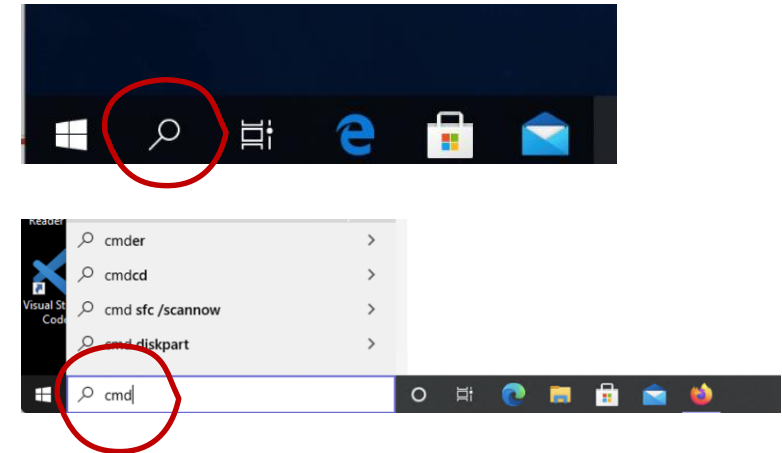 Reader
cmder
cmdcd
cmd sfc /scannow
cmd diskpart
Visual St
Code
cmd